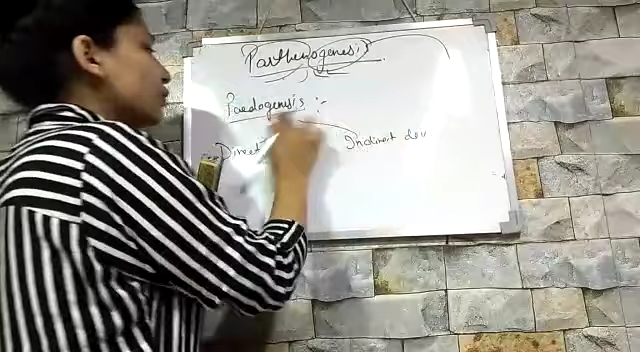 Parthenogenesis
Paedogenesis :-
Direct Indirect dev